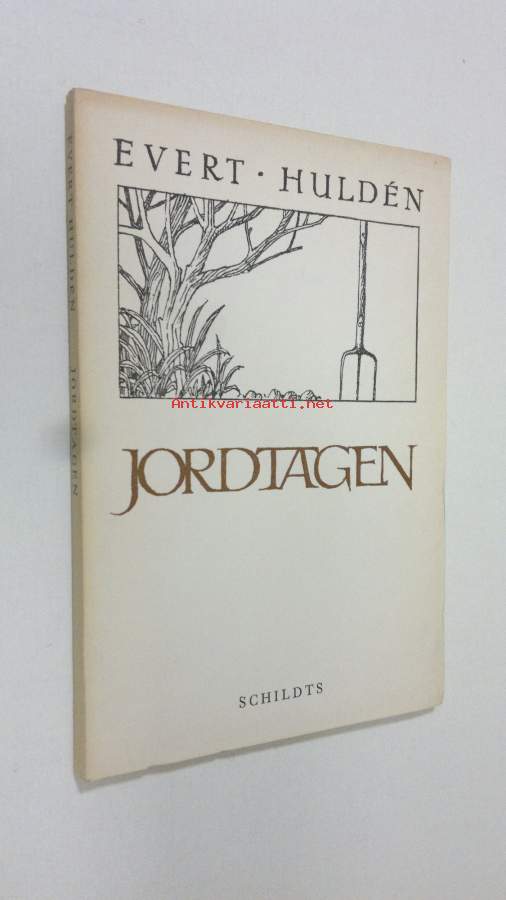 EVERT · HULDÉN
Antikvariaatti.net
JORDTAGEN
SCHILDTS
EVERT HULDÉN JORDTAGEN